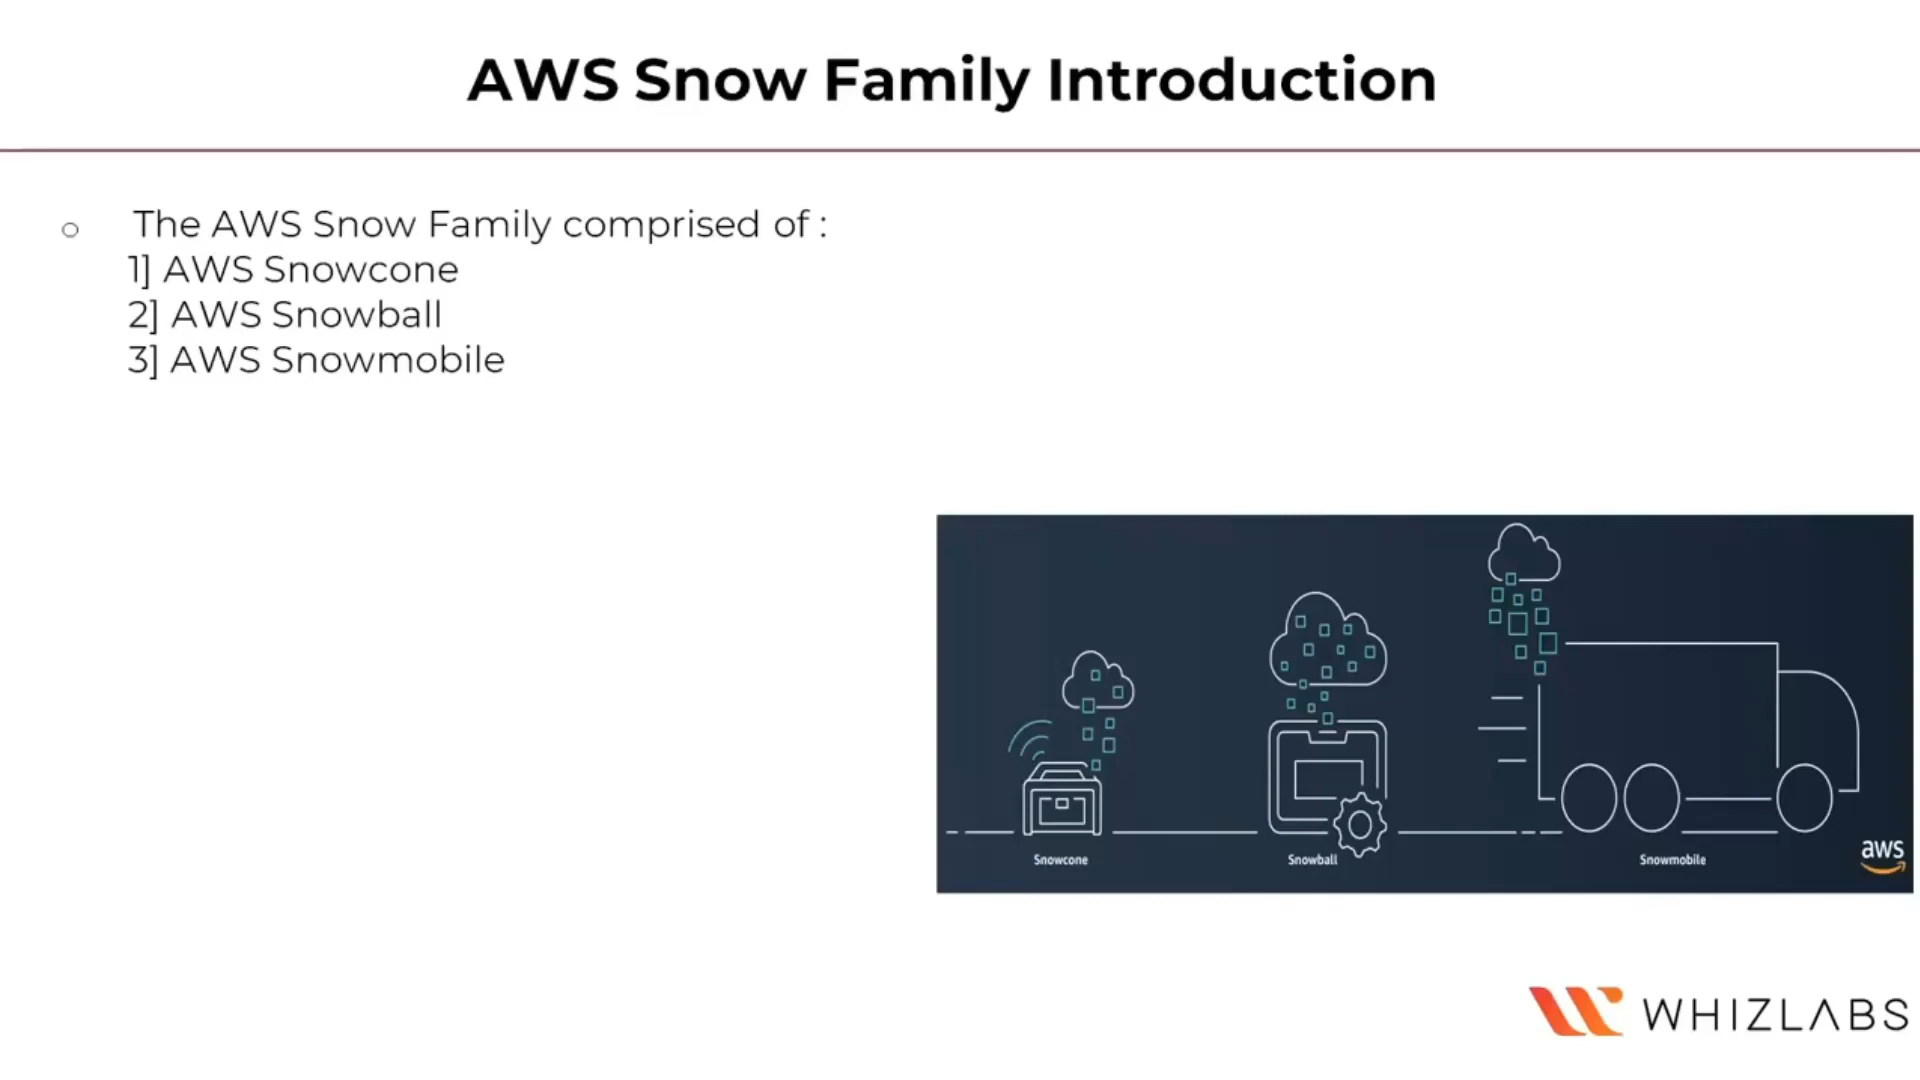 AWS Snow Family Introduction
○ The AWS Snow Family comprised of :
1] AWS Snowcone
2] AWS Snowball
3] AWS Snowmobile
Snowcone
Snowball
Snowmobile
aws
WHIZLABS